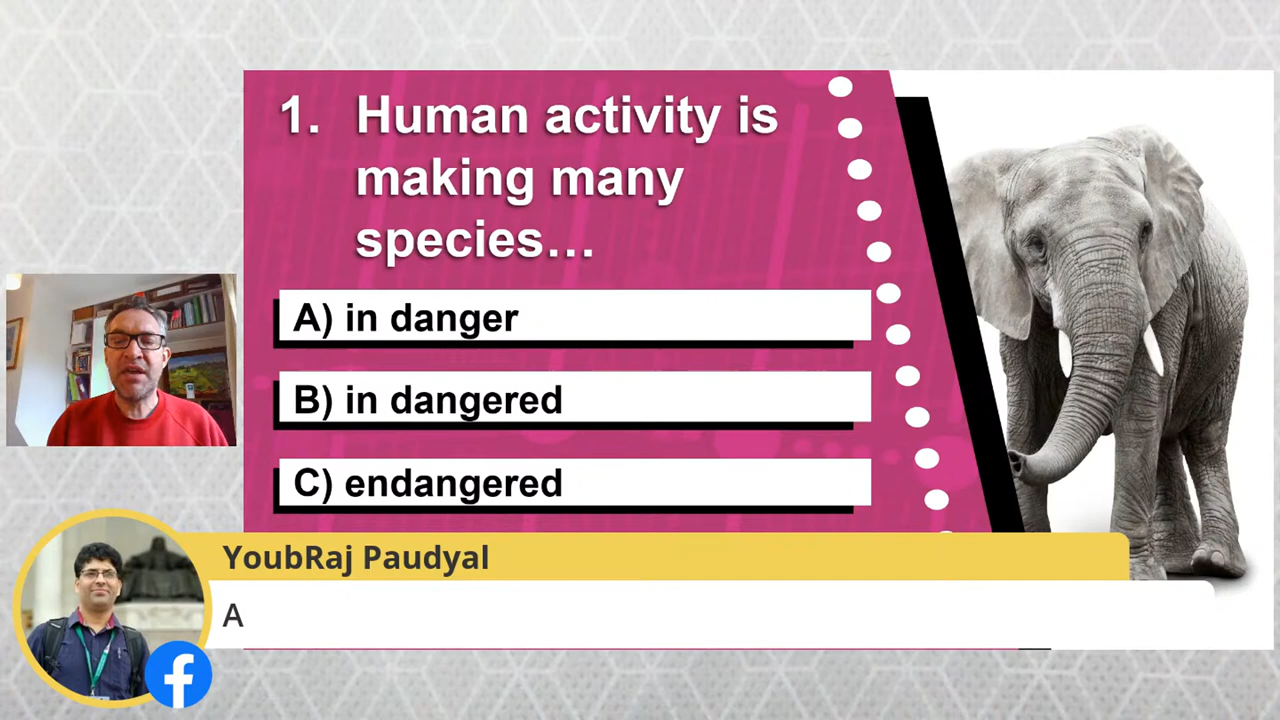 1. Human activity is
making many
species…
A) in danger
B) in dangered
C) endangered
YoubRaj Paudyal
A